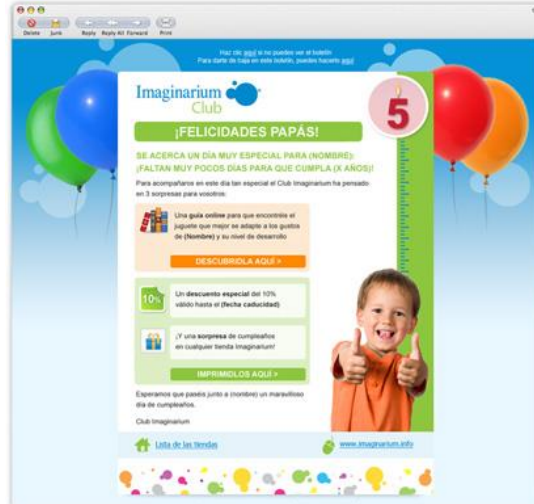 Delete Junk Reply Reply All Forward Print
Haz clic aquí si no puedes ver el boletín
Para darte de baja en este boletín, puedes hacerlo aquí
Imaginarium
Club
5
¡FELICIDADES PAPÁS!
SE ACERCA UN DÍA MUY ESPECIAL PARA (NOMBRE):
¡FALTAN MUY POCOS DÍAS PARA QUE CUMPLA (X AÑOS)!
Para acompañaros en este día tan especial el Club Imaginarium ha pensado
en 3 sorpresas para vosotros:
Una guía online para que encontréis el
juguete que mejor se adapte a los gustos
de (Nombre) y su nivel de desarrollo
DESCUBRIDLA AQUÍ >
10%
Un descuento especial del 10%
válido hasta el (fecha caducidad)
¡Y una sorpresa de cumpleaños
en cualquier tienda Imaginarium!
IMPRIMIDLOS AQUÍ >
Esperamos que paséis junto a (nombre) un maravilloso
día de cumpleaños.
Club Imaginarium
Lista de las tiendas
www.imaginarium.info